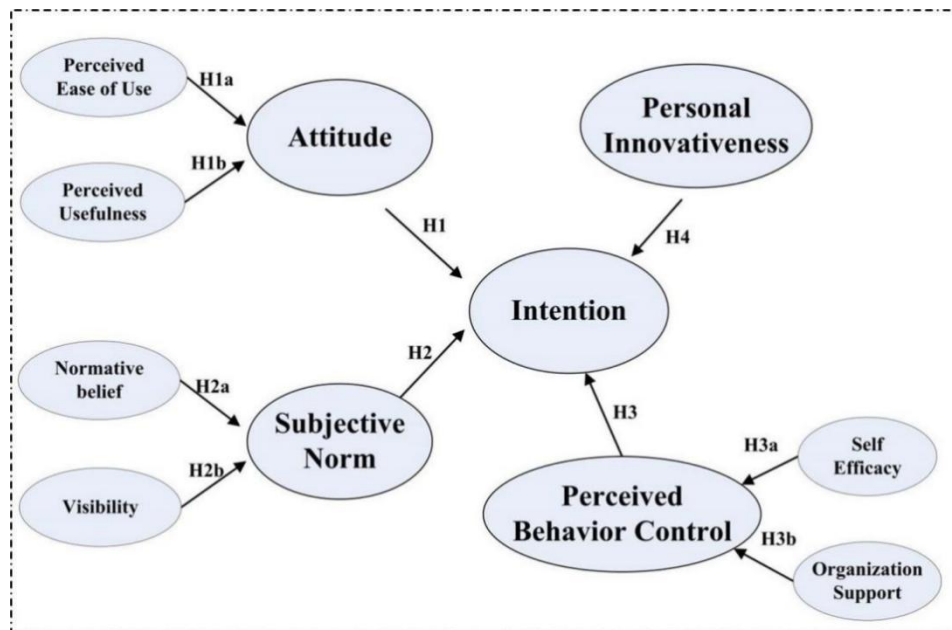 Perceived
Ease of Use
H1a
Attitude
Perceived
Usefulness
H1b
Personal
Innovativeness
H1
H4
Intention
Normative
belief
H2a
H2
Subjective
Norm
Visibility
H2b
H3
Perceived
Behavior Control
H3a
Self
Efficacy
H3b
Organization
Support